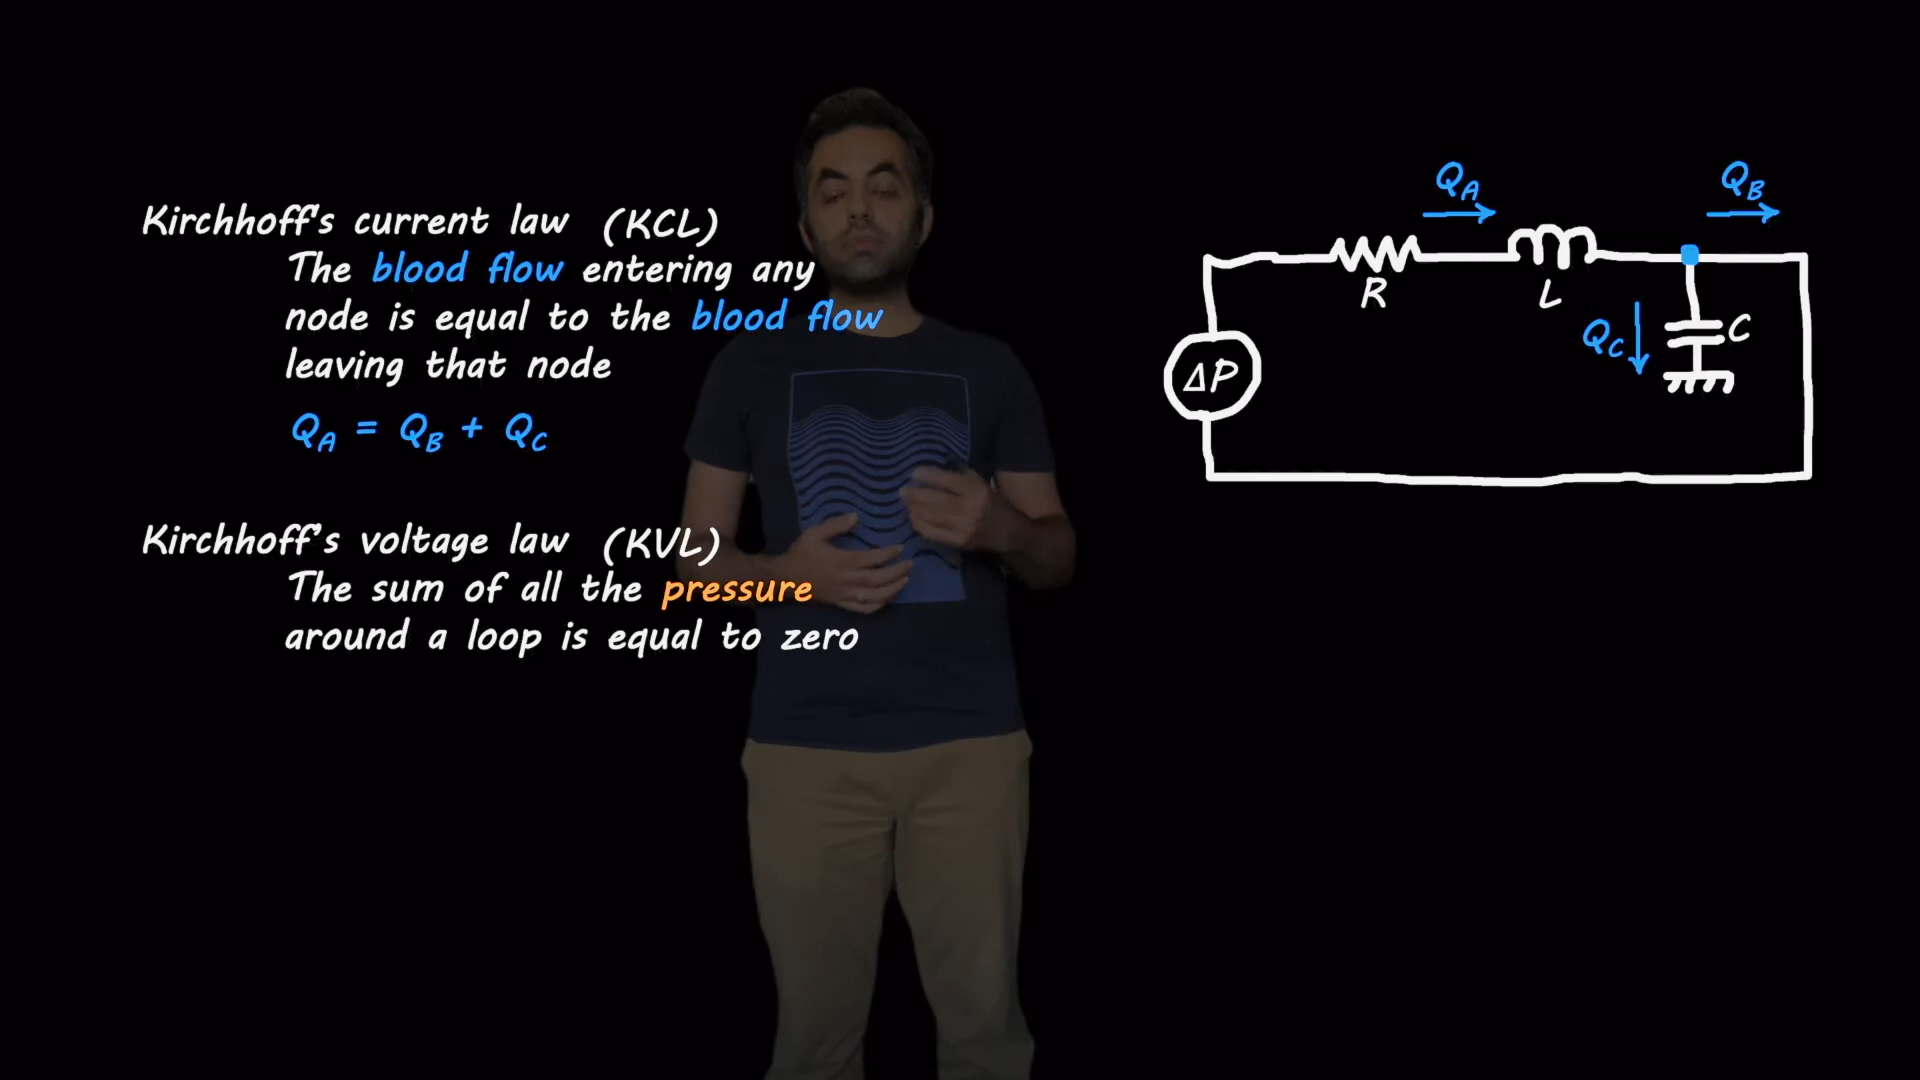 Kirchhoff's current law (KCL)
The blood flow entering any
node is equal to the blood flow
leaving that node
QA = QB + QC
Kirchhoff's voltage law (KVL)
The sum of all the pressure
around a loop is equal to zero
QA
QB
R
L
QC
C
ΔP